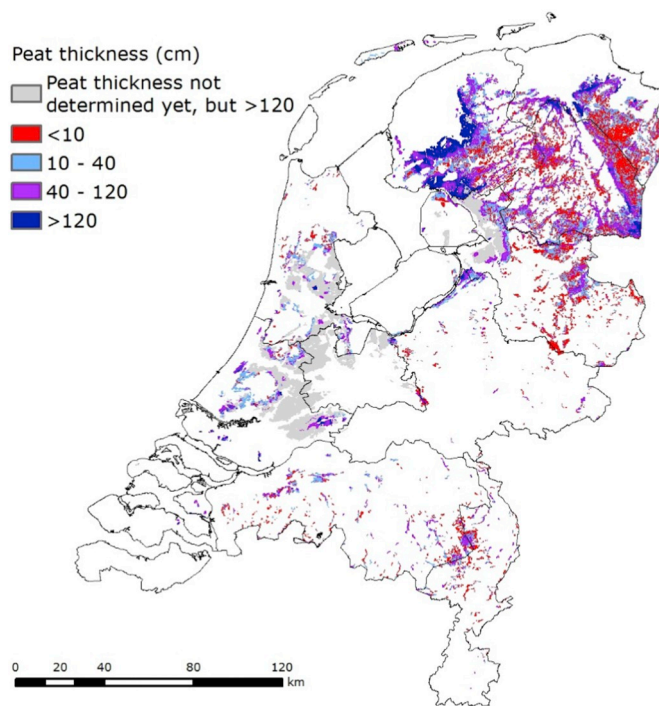 Peat thickness (cm)
Peat thickness not
determined yet, but >120
<10
10 - 40
40 - 120
>120
0 20 40 80 120
km